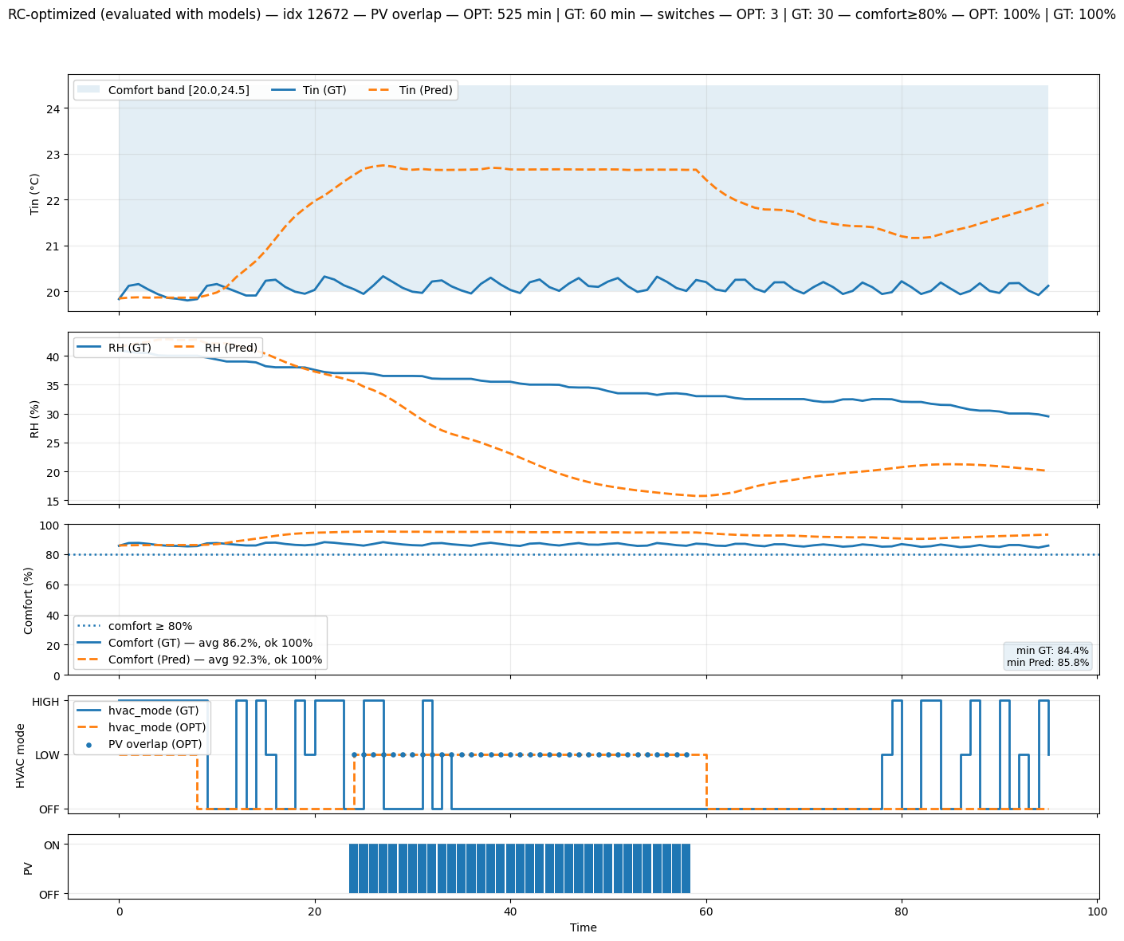 RC-optimized (evaluated with models) — idx 12672 — PV overlap — OPT: 525 min | GT: 60 min — switches — OPT: 3 | GT: 30 — comfort≥80% — OPT: 100% | GT: 100%
Comfort band [20.0,24.5] Tin (GT) Tin (Pred)
24
23
22
21
20
Tin (°C)
RH (GT) RH (Pred)
40
35
30
25
20
15
RH (%)
100
80
60
40
20
0
Comfort (%)
comfort ≥ 80%
Comfort (GT) — avg 86.2%, ok 100%
Comfort (Pred) — avg 92.3%, ok 100%
min GT: 84.4%
min Pred: 85.8%
HIGH
LOW
OFF
HVAC mode
hvac_mode (GT)
hvac_mode (OPT)
PV overlap (OPT)
ON
OFF
PV
0 20 40 60 80 100
Time